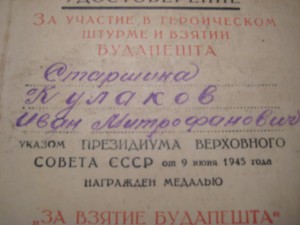 УДОСТОВЕРЕНИЕ
ЗА УЧАСТИЕ В ГЕРОИЧЕСКОМ
ШТУРМЕ И ВЗЯТИИ
БУДАПЕШТА
Старшина
Кулаков
Иван Митрофанович
УКАЗОМ ПРЕЗИДИУМА ВЕРХОВНОГО
СОВЕТА СССР от 9 июня 1945 года
НАГРАЖДЕН МЕДАЛЬЮ
„ЗА ВЗЯТИЕ БУДАПЕШТА“